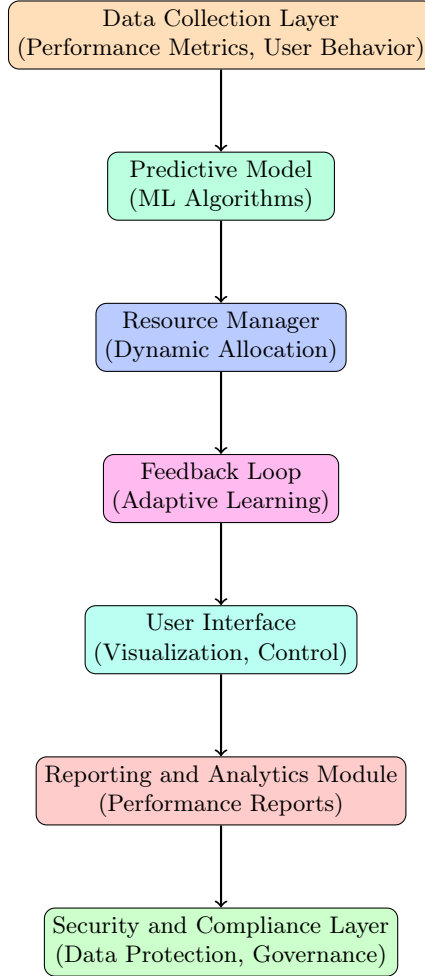 Data Collection Layer
(Performance Metrics, User Behavior)
Predictive Model
(ML Algorithms)
Resource Manager
(Dynamic Allocation)
Feedback Loop
(Adaptive Learning)
User Interface
(Visualization, Control)
Reporting and Analytics Module
(Performance Reports)
Security and Compliance Layer
(Data Protection, Governance)